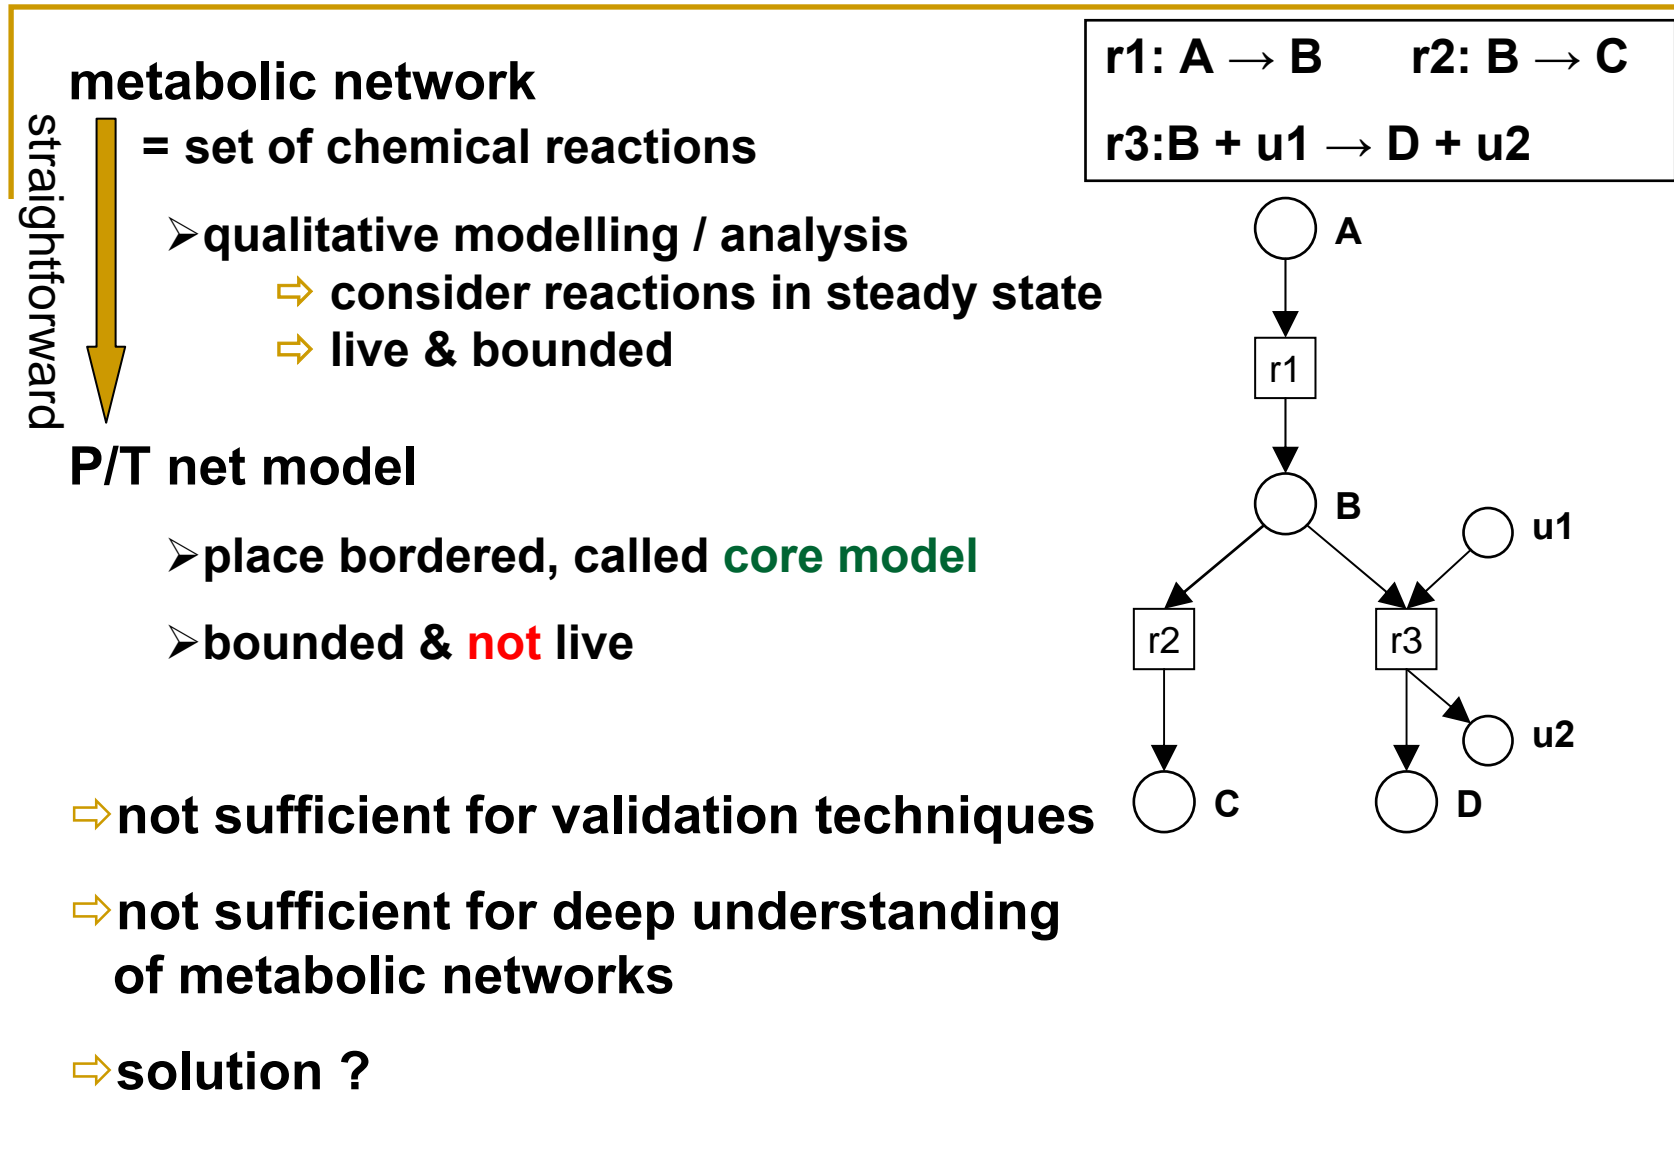 metabolic network
= set of chemical reactions
straightforward
➢qualitative modelling / analysis
⇨ consider reactions in steady state
⇨ live & bounded
P/T net model
➢place bordered, called core model
➢bounded & not live
⇨not sufficient for validation techniques
⇨not sufficient for deep understanding
of metabolic networks
⇨solution ?
r1: A → B r2: B → C
r3:B + u1 → D + u2
A
r1
B
u1
r2
r3
u2
C
D